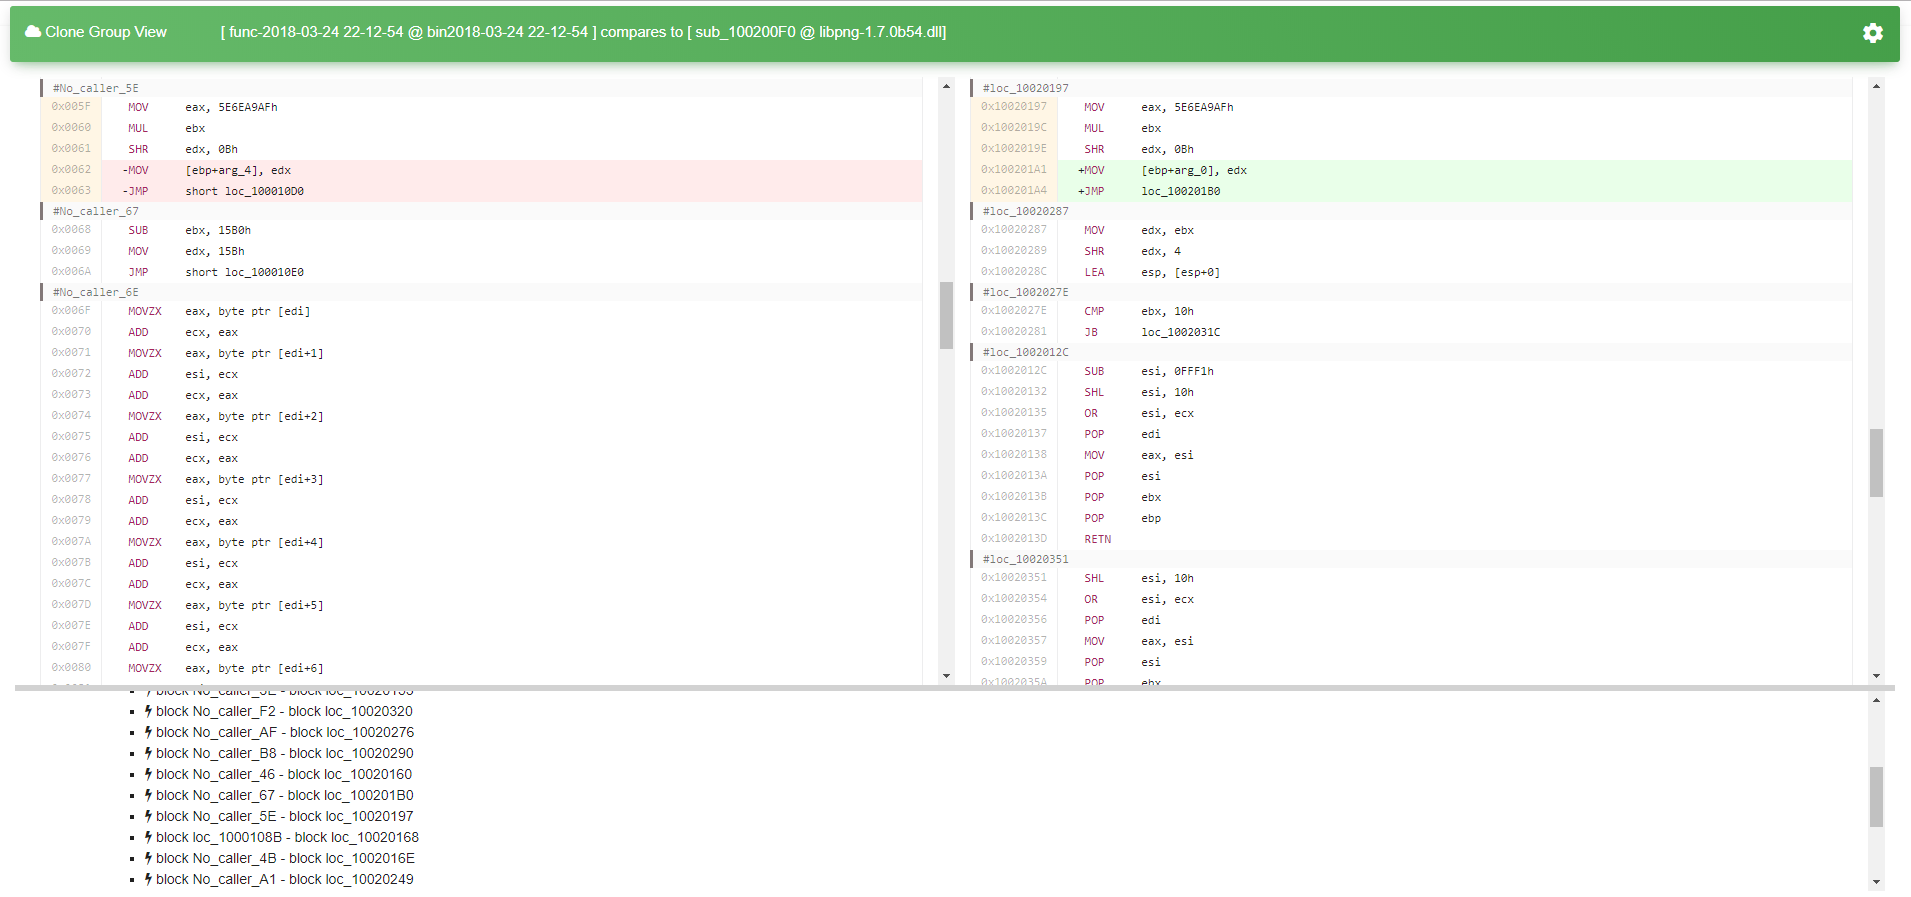 Clone Group View [ func-2018-03-24 22-12-54 @ bin2018-03-24 22-12-54 ] compares to [ sub_100200F0 @ libpng-1.7.0b54.dll]
#No_caller_5E
0x005F MOV eax, 5E6EA9AFh
0x0060 MUL ebx
0x0061 SHR edx, 0Bh
0x0062 -MOV [ebp+arg_4], edx
0x0063 -JMP short loc_100010D0
#No_caller_67
0x0068 SUB ebx, 15B0h
0x0069 MOV edx, 15Bh
0x006A JMP short loc_100010E0
#No_caller_6E
0x006F MOVZX eax, byte ptr [edi]
0x0070 ADD ecx, eax
0x0071 MOVZX eax, byte ptr [edi+1]
0x0072 ADD esi, ecx
0x0073 ADD ecx, eax
0x0074 MOVZX eax, byte ptr [edi+2]
0x0075 ADD esi, ecx
0x0076 ADD ecx, eax
0x0077 MOVZX eax, byte ptr [edi+3]
0x0078 ADD esi, ecx
0x0079 ADD ecx, eax
0x007A MOVZX eax, byte ptr [edi+4]
0x007B ADD esi, ecx
0x007C ADD ecx, eax
0x007D MOVZX eax, byte ptr [edi+5]
0x007E ADD esi, ecx
0x007F ADD ecx, eax
0x0080 MOVZX eax, byte ptr [edi+6]
#loc_10020197
0x10020197 MOV eax, 5E6EA9AFh
0x1002019C MUL ebx
0x1002019E SHR edx, 0Bh
0x100201A1 +MOV [ebp+arg_0], edx
0x100201A4 +JMP loc_100201B0
#loc_10020287
0x10020287 MOV edx, ebx
0x10020289 SHR edx, 4
0x1002028C LEA esp, [esp+0]
#loc_1002027E
0x1002027E CMP ebx, 10h
0x10020281 JB loc_1002031C
#loc_1002012C
0x1002012C SUB esi, 0FFF1h
0x10020132 SHL esi, 10h
0x10020135 OR esi, ecx
0x10020137 POP edi
0x10020138 MOV eax, esi
0x1002013A POP esi
0x1002013B POP ebx
0x1002013C POP ebp
0x1002013D RETN
#loc_10020351
0x10020351 SHL esi, 10h
0x10020354 OR esi, ecx
0x10020356 POP edi
0x10020357 MOV eax, esi
0x10020359 POP esi
0x1002035A POP ebx
block No_caller_F2 - block loc_10020320
block No_caller_AF - block loc_10020276
block No_caller_B8 - block loc_10020290
block No_caller_46 - block loc_10020160
block No_caller_67 - block loc_100201B0
block No_caller_5E - block loc_10020197
block loc_1000108B - block loc_10020168
block No_caller_4B - block loc_1002016E
block No_caller_A1 - block loc_10020249